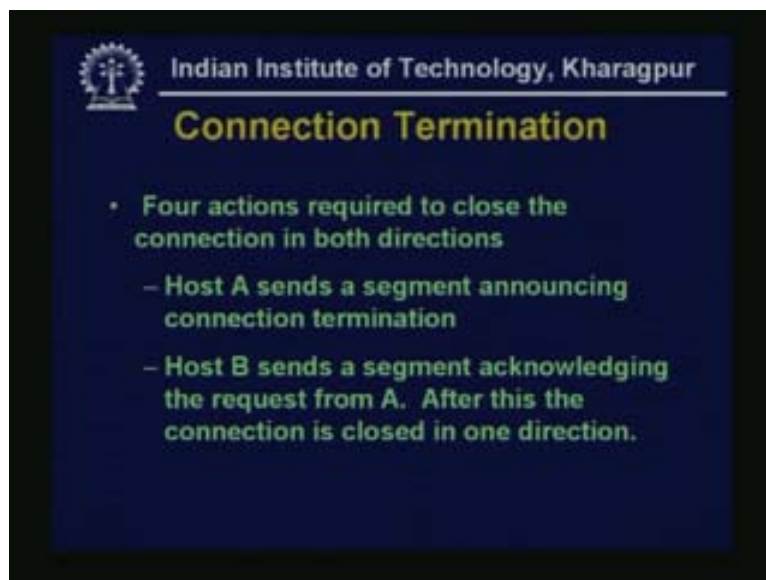 Indian Institute of Technology, Kharagpur
Connection Termination
• Four actions required to close the
connection in both directions
– Host A sends a segment announcing
connection termination
– Host B sends a segment acknowledging
the request from A. After this the
connection is closed in one direction.